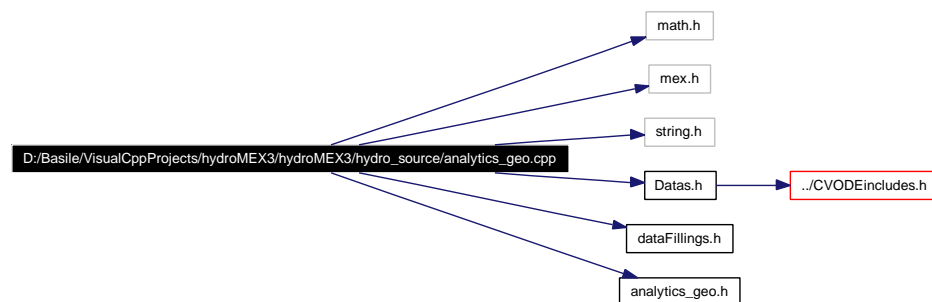 math.h
mex.h
string.h
D:/Basile/VisualCppProjects/hydroMEX3/hydroMEX3/hydro_source/analytics_geo.cpp
Datas.h
../CVODEincludes.h
dataFillings.h
analytics_geo.h